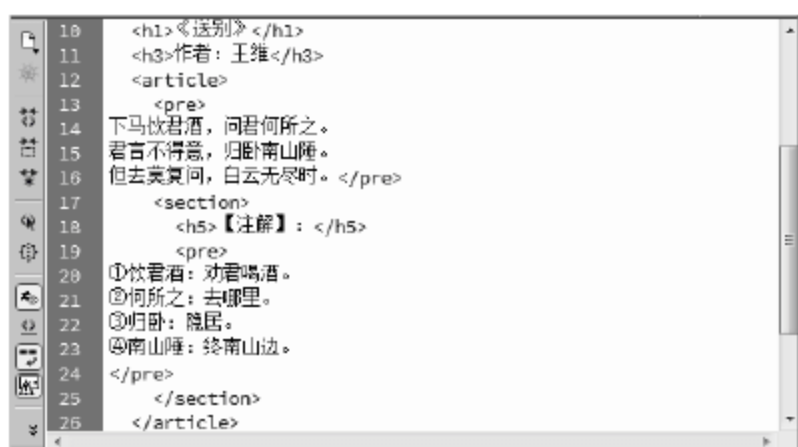 10 <h1>《送别》</h1>
11 <h3>作者：王维</h3>
12 <article>
13 <pre>
14 下马饮君酒，问君何所之。
15 君言不得意，归卧南山陲。
16 但去莫复问，白云无尽时。</pre>
17 <section>
18 <h5>【注解】：</h5>
19 <pre>
20 ①饮君酒：劝君喝酒。
21 ②何所之：去哪里。
22 ③归卧：隐居。
23 ④南山陲：终南山边。
24 </pre>
25 </section>
26 </article>